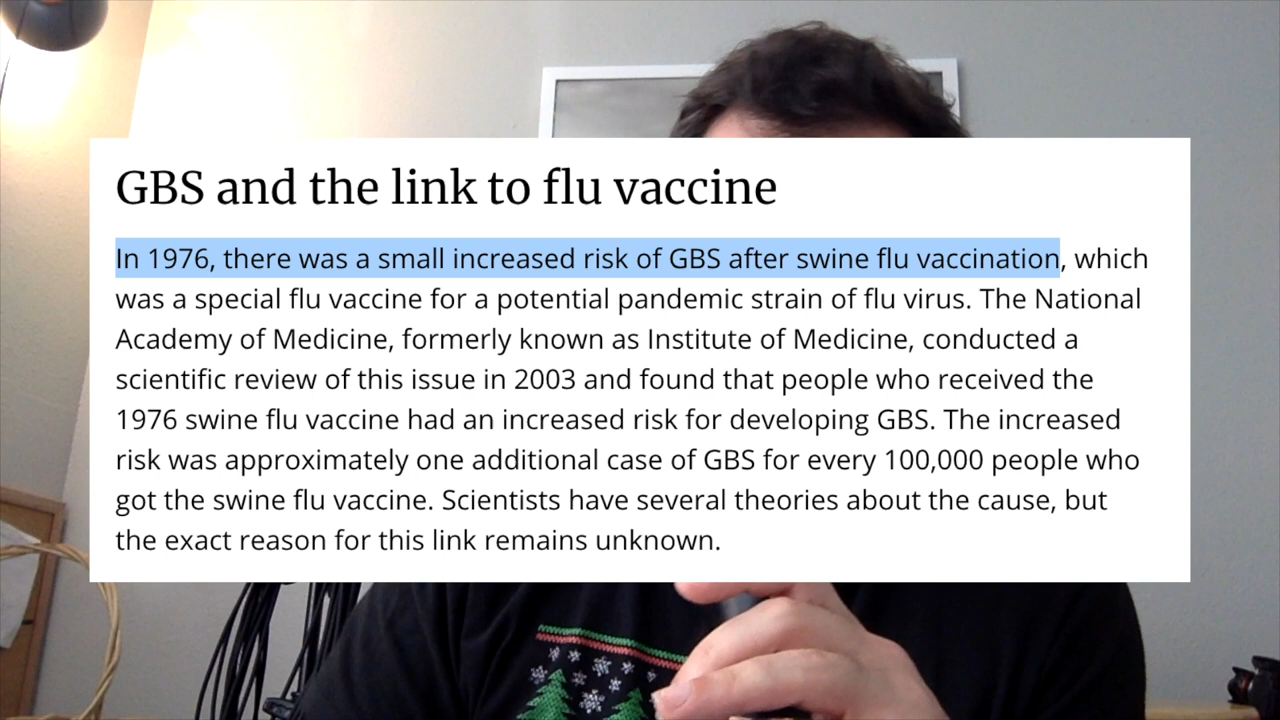 GBS and the link to flu vaccine
In 1976, there was a small increased risk of GBS after swine flu vaccination, which
was a special flu vaccine for a potential pandemic strain of flu virus. The National
Academy of Medicine, formerly known as Institute of Medicine, conducted a
scientific review of this issue in 2003 and found that people who received the
1976 swine flu vaccine had an increased risk for developing GBS. The increased
risk was approximately one additional case of GBS for every 100,000 people who
got the swine flu vaccine. Scientists have several theories about the cause, but
the exact reason for this link remains unknown.